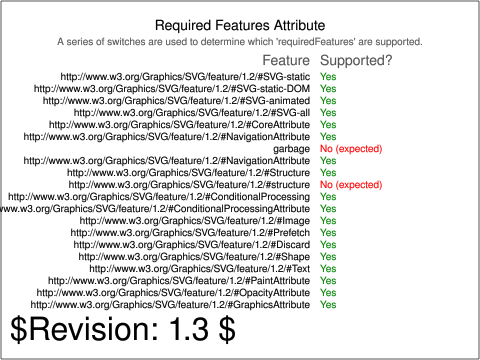 Required Features Attribute
A series of switches are used to determine which 'requiredFeatures' are supported.
Feature Supported?
http://www.w3.org/Graphics/SVG/feature/1.2/#SVG-static Yes
http://www.w3.org/Graphics/SVG/feature/1.2/#SVG-static-DOM Yes
http://www.w3.org/Graphics/SVG/feature/1.2/#SVG-animated Yes
http://www.w3.org/Graphics/SVG/feature/1.2/#SVG-all Yes
http://www.w3.org/Graphics/SVG/feature/1.2/#CoreAttribute Yes
http://www.w3.org/Graphics/SVG/feature/1.2/#NavigationAttribute Yes
garbage No (expected)
http://www.w3.org/Graphics/SVG/feature/1.2/#NavigationAttribute Yes
http://www.w3.org/Graphics/SVG/feature/1.2/#Structure Yes
http://www.w3.org/Graphics/SVG/feature/1.2/#structure No (expected)
http://www.w3.org/Graphics/SVG/feature/1.2/#ConditionalProcessing Yes
www.w3.org/Graphics/SVG/feature/1.2/#ConditionalProcessingAttribute Yes
http://www.w3.org/Graphics/SVG/feature/1.2/#Image Yes
http://www.w3.org/Graphics/SVG/feature/1.2/#Prefetch Yes
http://www.w3.org/Graphics/SVG/feature/1.2/#Discard Yes
http://www.w3.org/Graphics/SVG/feature/1.2/#Shape Yes
http://www.w3.org/Graphics/SVG/feature/1.2/#Text Yes
http://www.w3.org/Graphics/SVG/feature/1.2/#PaintAttribute Yes
http://www.w3.org/Graphics/SVG/feature/1.2/#OpacityAttribute Yes
http://www.w3.org/Graphics/SVG/feature/1.2/#GraphicsAttribute Yes
$Revision: 1.3 $